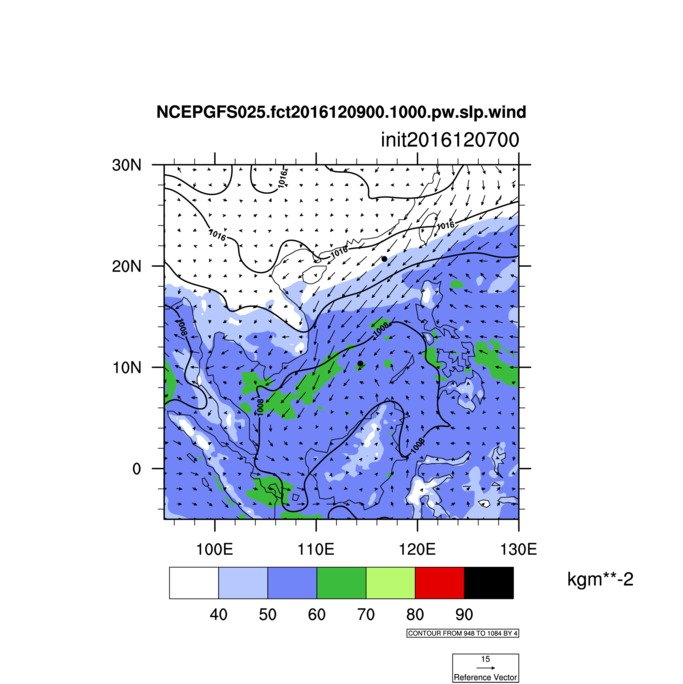 NCEPGFS025.fct2016120900.1000.pw.slp.wind
init2016120700
30N
20N
10N
0
1016
1016
1016
1016
1008
1008
1008
1008
100E 110E 120E 130E
kgm**-2
40 50 60 70 80 90
CONTOUR FROM 948 TO 1084 BY 4
15
Reference Vector